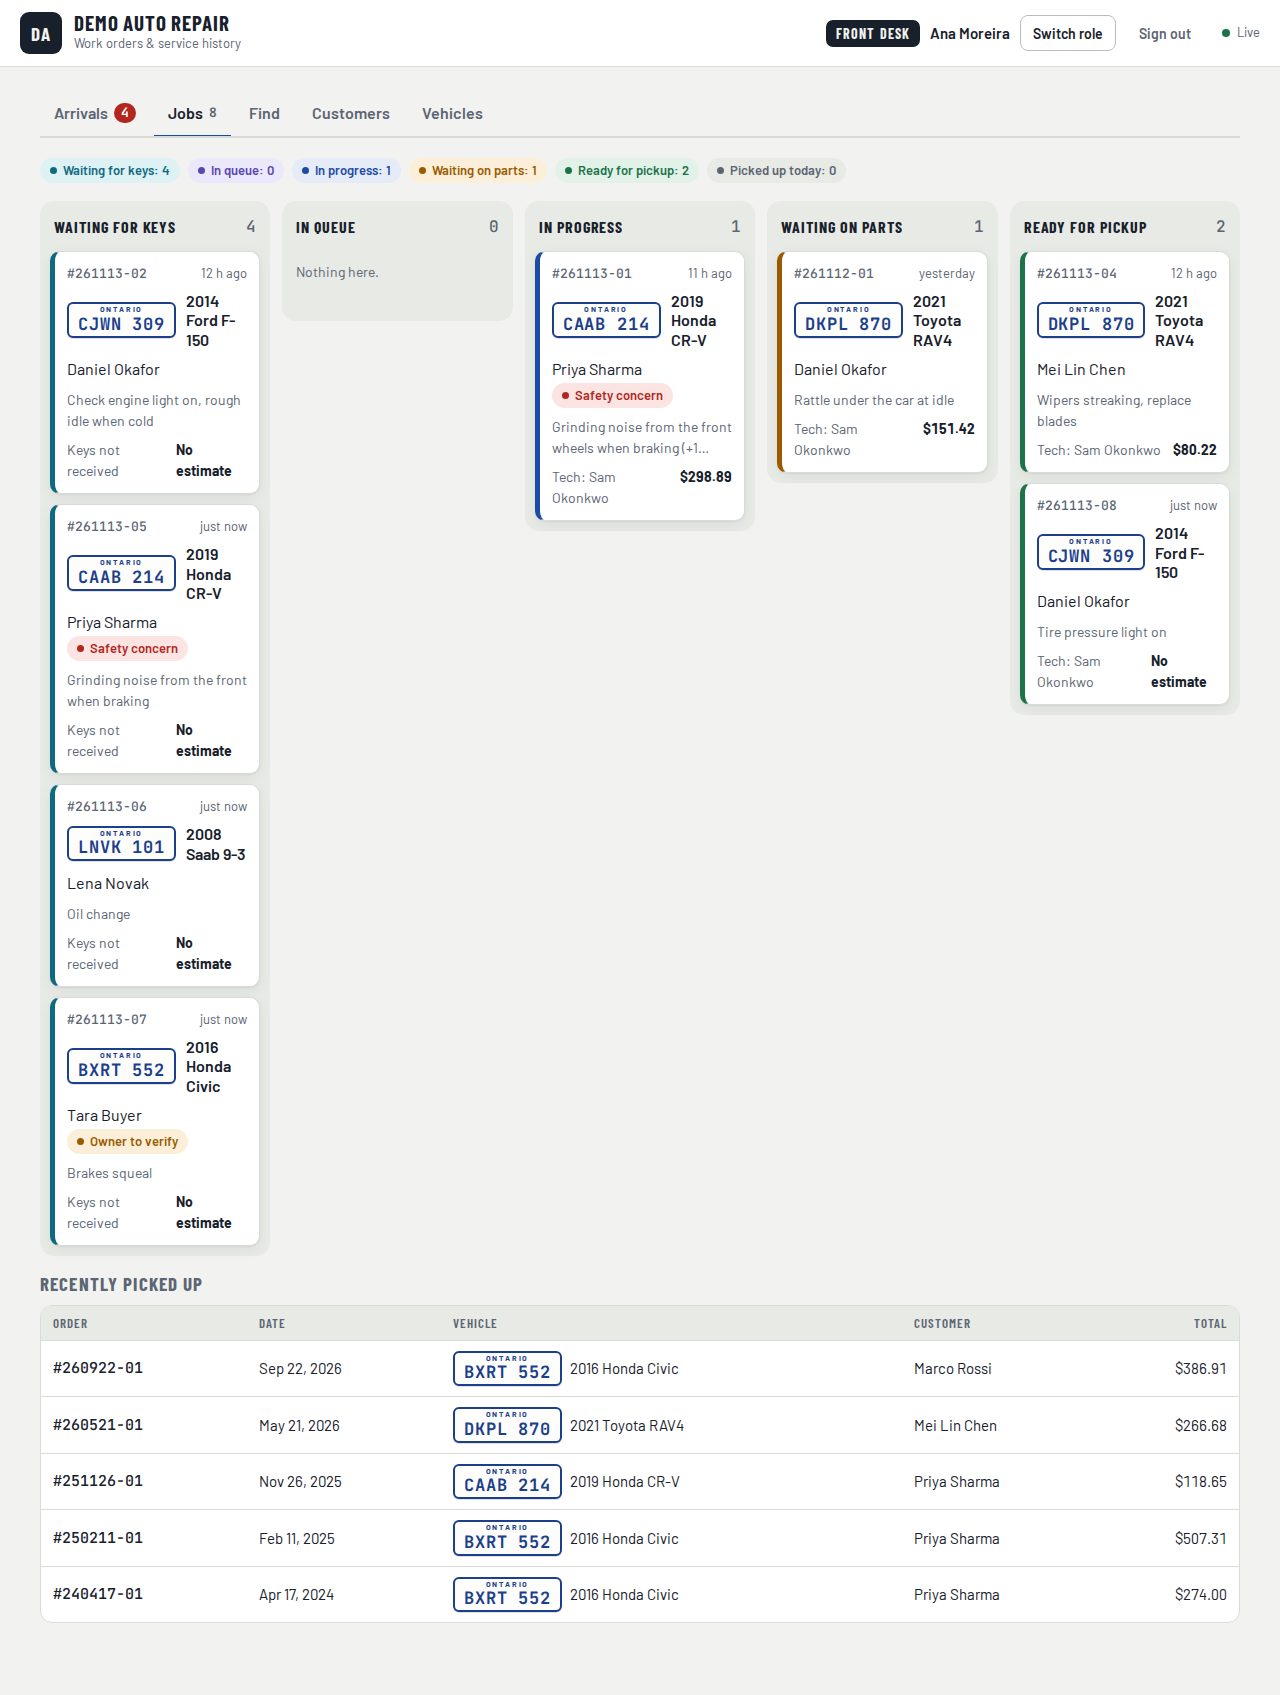 DA
DEMO AUTO REPAIR
Work orders & service history
FRONT DESK
Ana Moreira
Switch role
Sign out
Live
Arrivals 4
Jobs 8
Find
Customers
Vehicles
Waiting for keys: 4
In queue: 0
In progress: 1
Waiting on parts: 1
Ready for pickup: 2
Picked up today: 0
WAITING FOR KEYS 4
#261113-02 12 h ago
ONTARIO
CJWN 309
2014
Ford F-
150
Daniel Okafor
Check engine light on, rough
idle when cold
Keys not
received
No
estimate
#261113-05 just now
ONTARIO
CAAB 214
2019
Honda
CR-V
Priya Sharma
Safety concern
Grinding noise from the front
when braking
Keys not
received
No
estimate
#261113-06 just now
ONTARIO
LNVK 101
2008
Saab 9-3
Lena Novak
Oil change
Keys not
received
No
estimate
#261113-07 just now
ONTARIO
BXRT 552
2016
Honda
Civic
Tara Buyer
Owner to verify
Brakes squeal
Keys not
received
No
estimate
IN QUEUE 0
Nothing here.
IN PROGRESS 1
#261113-01 11 h ago
ONTARIO
CAAB 214
2019
Honda
CR-V
Priya Sharma
Safety concern
Grinding noise from the front
wheels when braking (+1…
Tech: Sam
Okonkwo
$298.89
WAITING ON PARTS 1
#261112-01 yesterday
ONTARIO
DKPL 870
2021
Toyota
RAV4
Daniel Okafor
Rattle under the car at idle
Tech: Sam
Okonkwo
$151.42
READY FOR PICKUP 2
#261113-04 12 h ago
ONTARIO
DKPL 870
2021
Toyota
RAV4
Mei Lin Chen
Wipers streaking, replace
blades
Tech: Sam Okonkwo $80.22
#261113-08 just now
ONTARIO
CJWN 309
2014
Ford F-
150
Daniel Okafor
Tire pressure light on
Tech: Sam
Okonkwo
No
estimate
RECENTLY PICKED UP
ORDER DATE VEHICLE CUSTOMER TOTAL
#260922-01 Sep 22, 2026 ONTARIO BXRT 552 2016 Honda Civic Marco Rossi $386.91
#260521-01 May 21, 2026 ONTARIO DKPL 870 2021 Toyota RAV4 Mei Lin Chen $266.68
#251126-01 Nov 26, 2025 ONTARIO CAAB 214 2019 Honda CR-V Priya Sharma $118.65
#250211-01 Feb 11, 2025 ONTARIO BXRT 552 2016 Honda Civic Priya Sharma $507.31
#240417-01 Apr 17, 2024 ONTARIO BXRT 552 2016 Honda Civic Priya Sharma $274.00